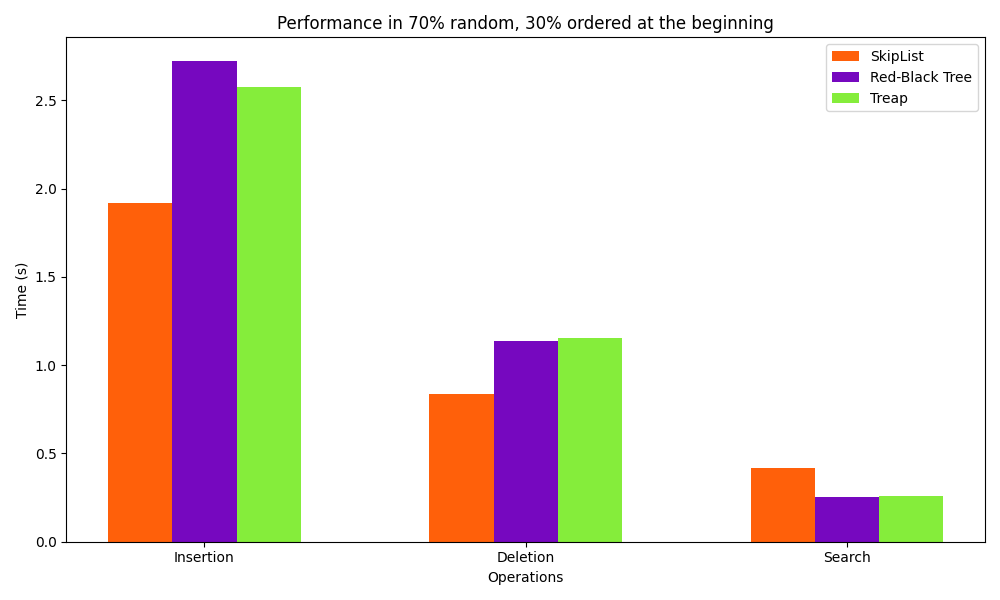 Performance in 70% random, 30% ordered at the beginning
SkipList
Red-Black Tree
Treap
2.5
2.0
1.5
1.0
0.5
0.0
Time (s)
Insertion
Deletion
Search
Operations